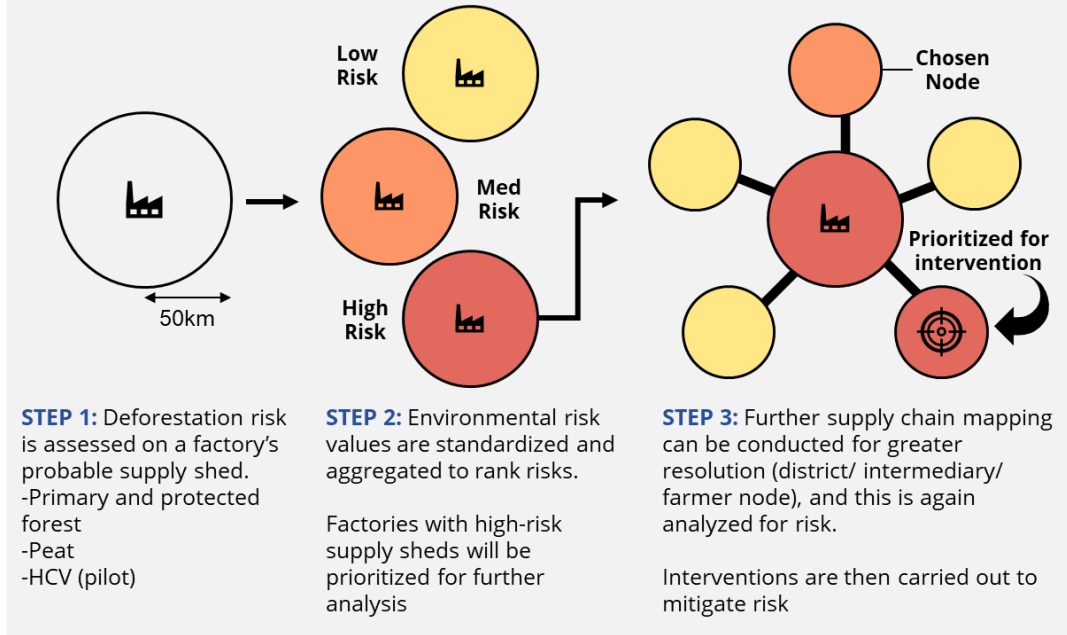 Low
Risk
Med
Risk
High
Risk
50km
Chosen
Node
Prioritized for
intervention
STEP 1: Deforestation risk
is assessed on a factory’s
probable supply shed.
-Primary and protected
forest
-Peat
-HCV (pilot)
STEP 2: Environmental risk
values are standardized and
aggregated to rank risks.
Factories with high-risk
supply sheds will be
prioritized for further
analysis
STEP 3: Further supply chain mapping
can be conducted for greater
resolution (district/ intermediary/
farmer node), and this is again
analyzed for risk.
Interventions are then carried out to
mitigate risk